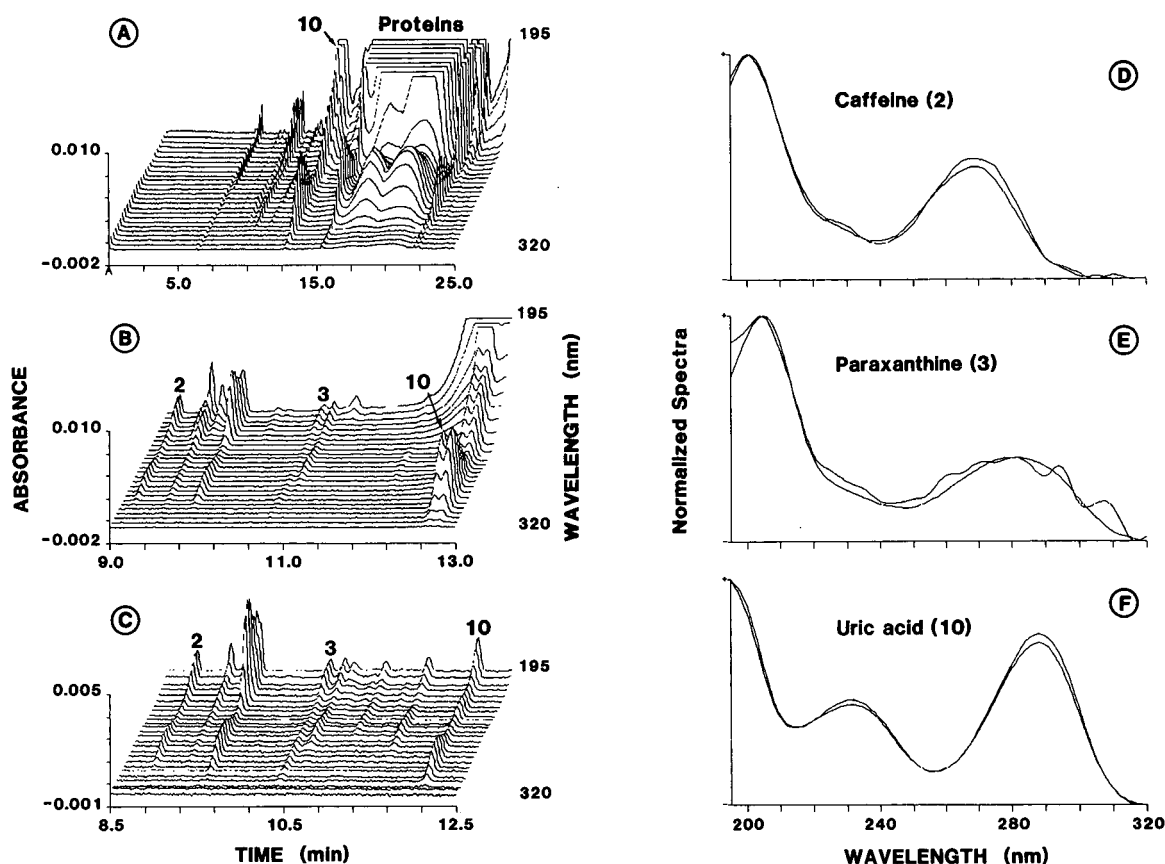 A
10
Proteins
195
0.010
-0.002
320
5.0
15.0
25.0
B
195
2
3
10
0.010
-0.002
320
9.0
11.0
13.0
C
2
3
10
195
0.005
-0.001
320
8.5
10.5
12.5
ABSORBANCE
WAVELENGTH (nm)
TIME (min)
D
Caffeine (2)
E
Paraxanthine (3)
F
Uric acid (10)
Normalized Spectra
200
240
280
320
WAVELENGTH (nm)